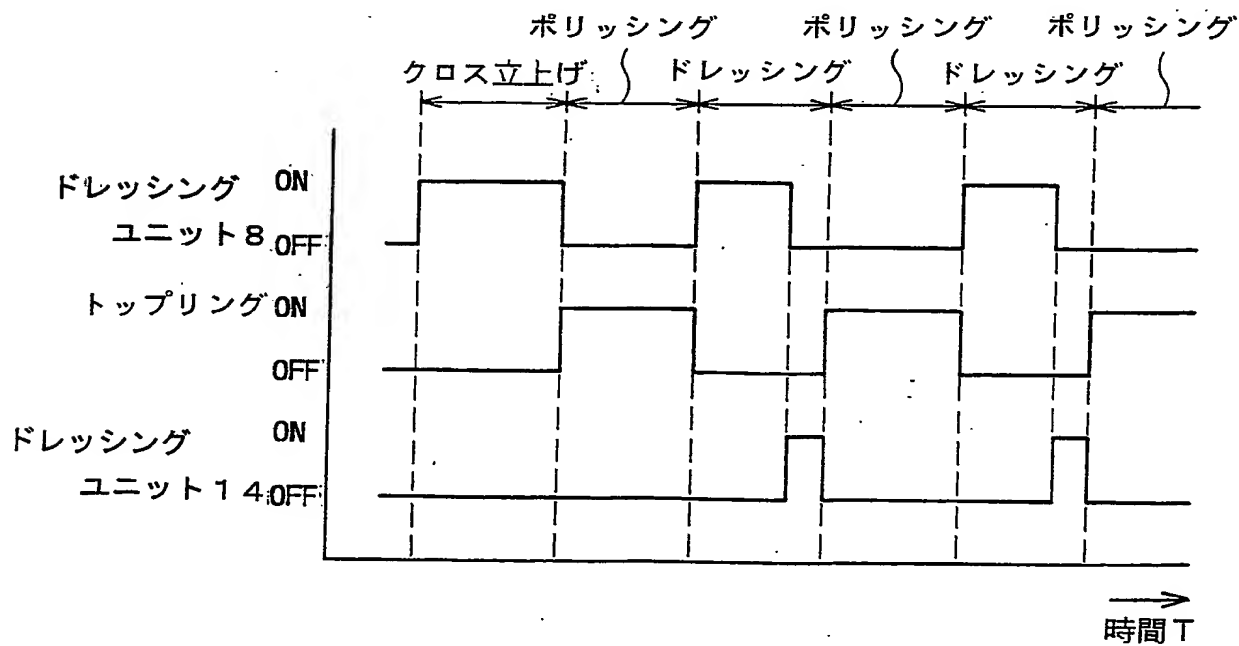 ポリッシング ポリッシング ポリッシング
クロス立上げ ドレッシング ドレッシング
ドレッシング ON
ユニット8 OFF
トップリング ON
OFF
ドレッシング ON
ユニット14 OFF
時間T